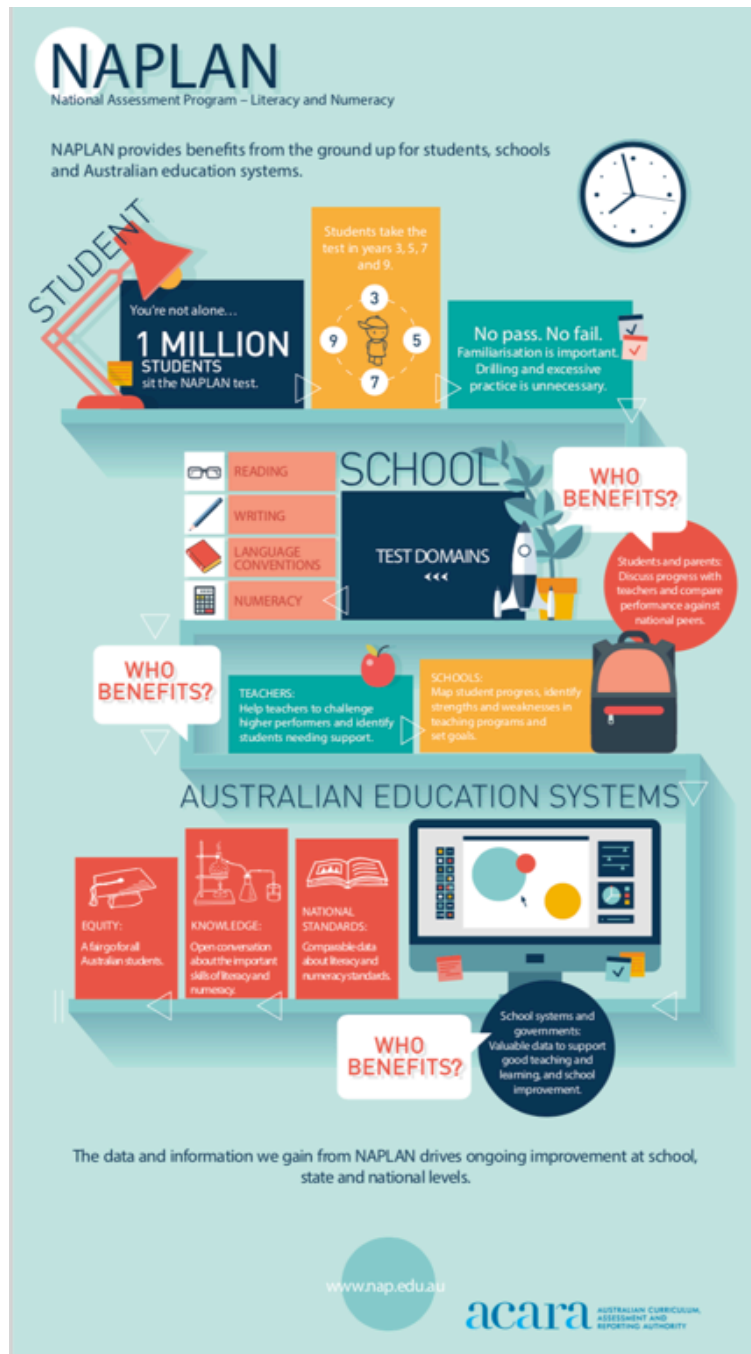 NAPLAN
National Assessment Program – Literacy and Numeracy
NAPLAN provides benefits from the ground up for students, schools
and Australian education systems.
STUDENT
You're not alone…
1 MILLION
STUDENTS
sit the NAPLAN test.
Students take the
test in years 3, 5, 7
and 9.
3
9
5
7
No pass. No fail.
Familiarisation is important.
Drilling and excessive
practice is unnecessary.
SCHOOL
READING
WRITING
LANGUAGE
CONVENTIONS
NUMERACY
TEST DOMAINS
<<<
WHO
BENEFITS?
Students and parents:
Discuss progress with
teachers and compare
performance against
national peers.
WHO
BENEFITS?
TEACHERS:
Help teachers to challenge
higher performers and identify
students needing support.
SCHOOLS:
Map student progress, identify
strengths and weaknesses in
teaching programs and
set goals.
AUSTRALIAN EDUCATION SYSTEMS
EQUITY:
A fair go for all
Australian students.
KNOWLEDGE:
Open conversation
about the important
skills of literacy and
numeracy.
NATIONAL
STANDARDS:
Comparable data
about literacy and
numeracy standards.
WHO
BENEFITS?
School systems and
governments:
Valuable data to support
good teaching and
learning, and school
improvement.
The data and information we gain from NAPLAN drives ongoing improvement at school,
state and national levels.
www.nap.edu.au
acara
AUSTRALIAN CURRICULUM,
ASSESSMENT AND
REPORTING AUTHORITY